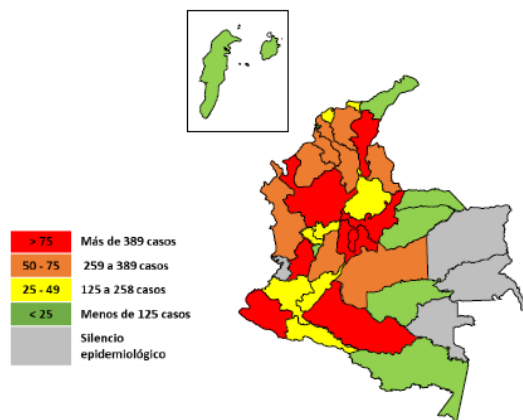 > 75 Más de 389 casos
50 - 75 259 a 389 casos
25 - 49 125 a 258 casos
< 25 Menos de 125 casos
Silencio
epidemiológico